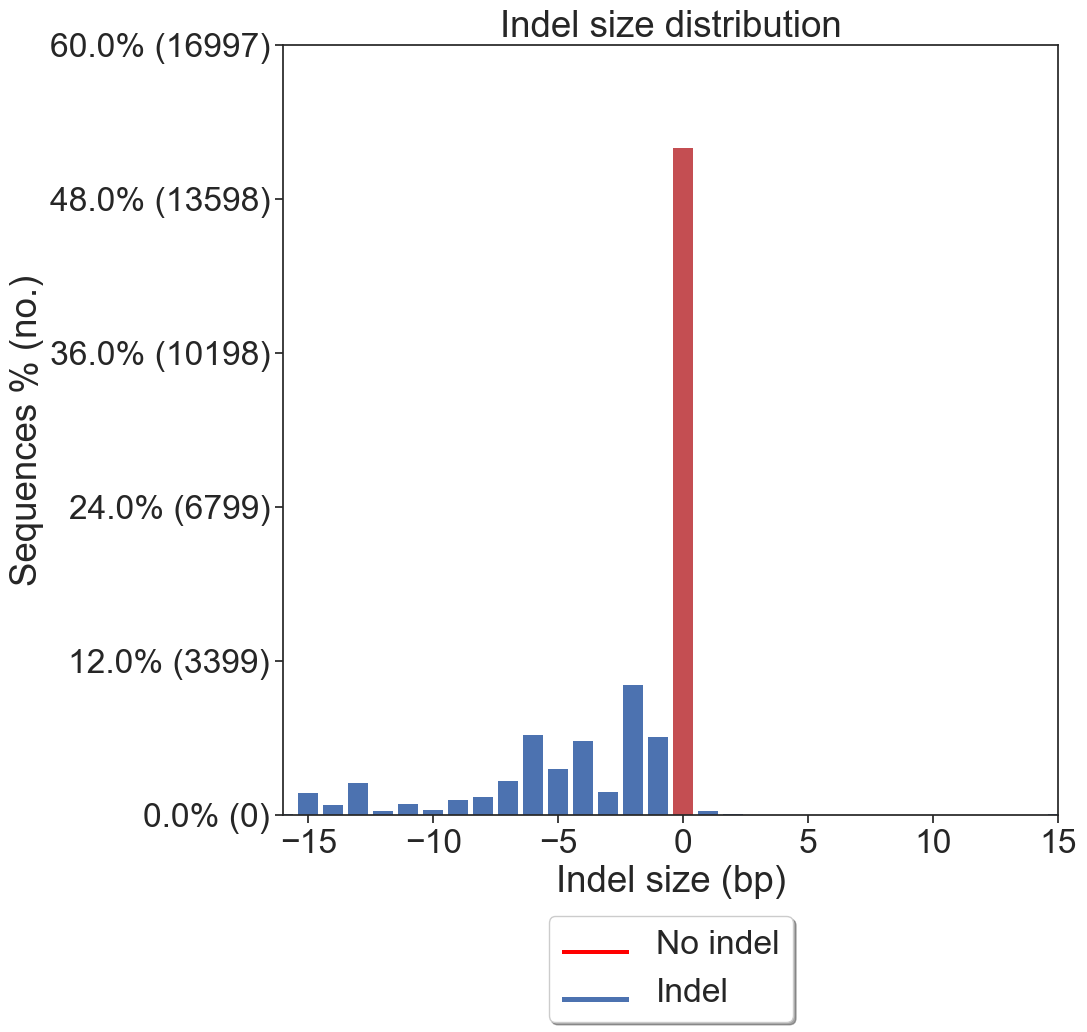 Indel size distribution
60.0% (16997)
48.0% (13598)
36.0% (10198)
24.0% (6799)
12.0% (3399)
0.0% (0)
Sequences % (no.)
−15 −10 −5 0 5 10 15
Indel size (bp)
No indel
Indel